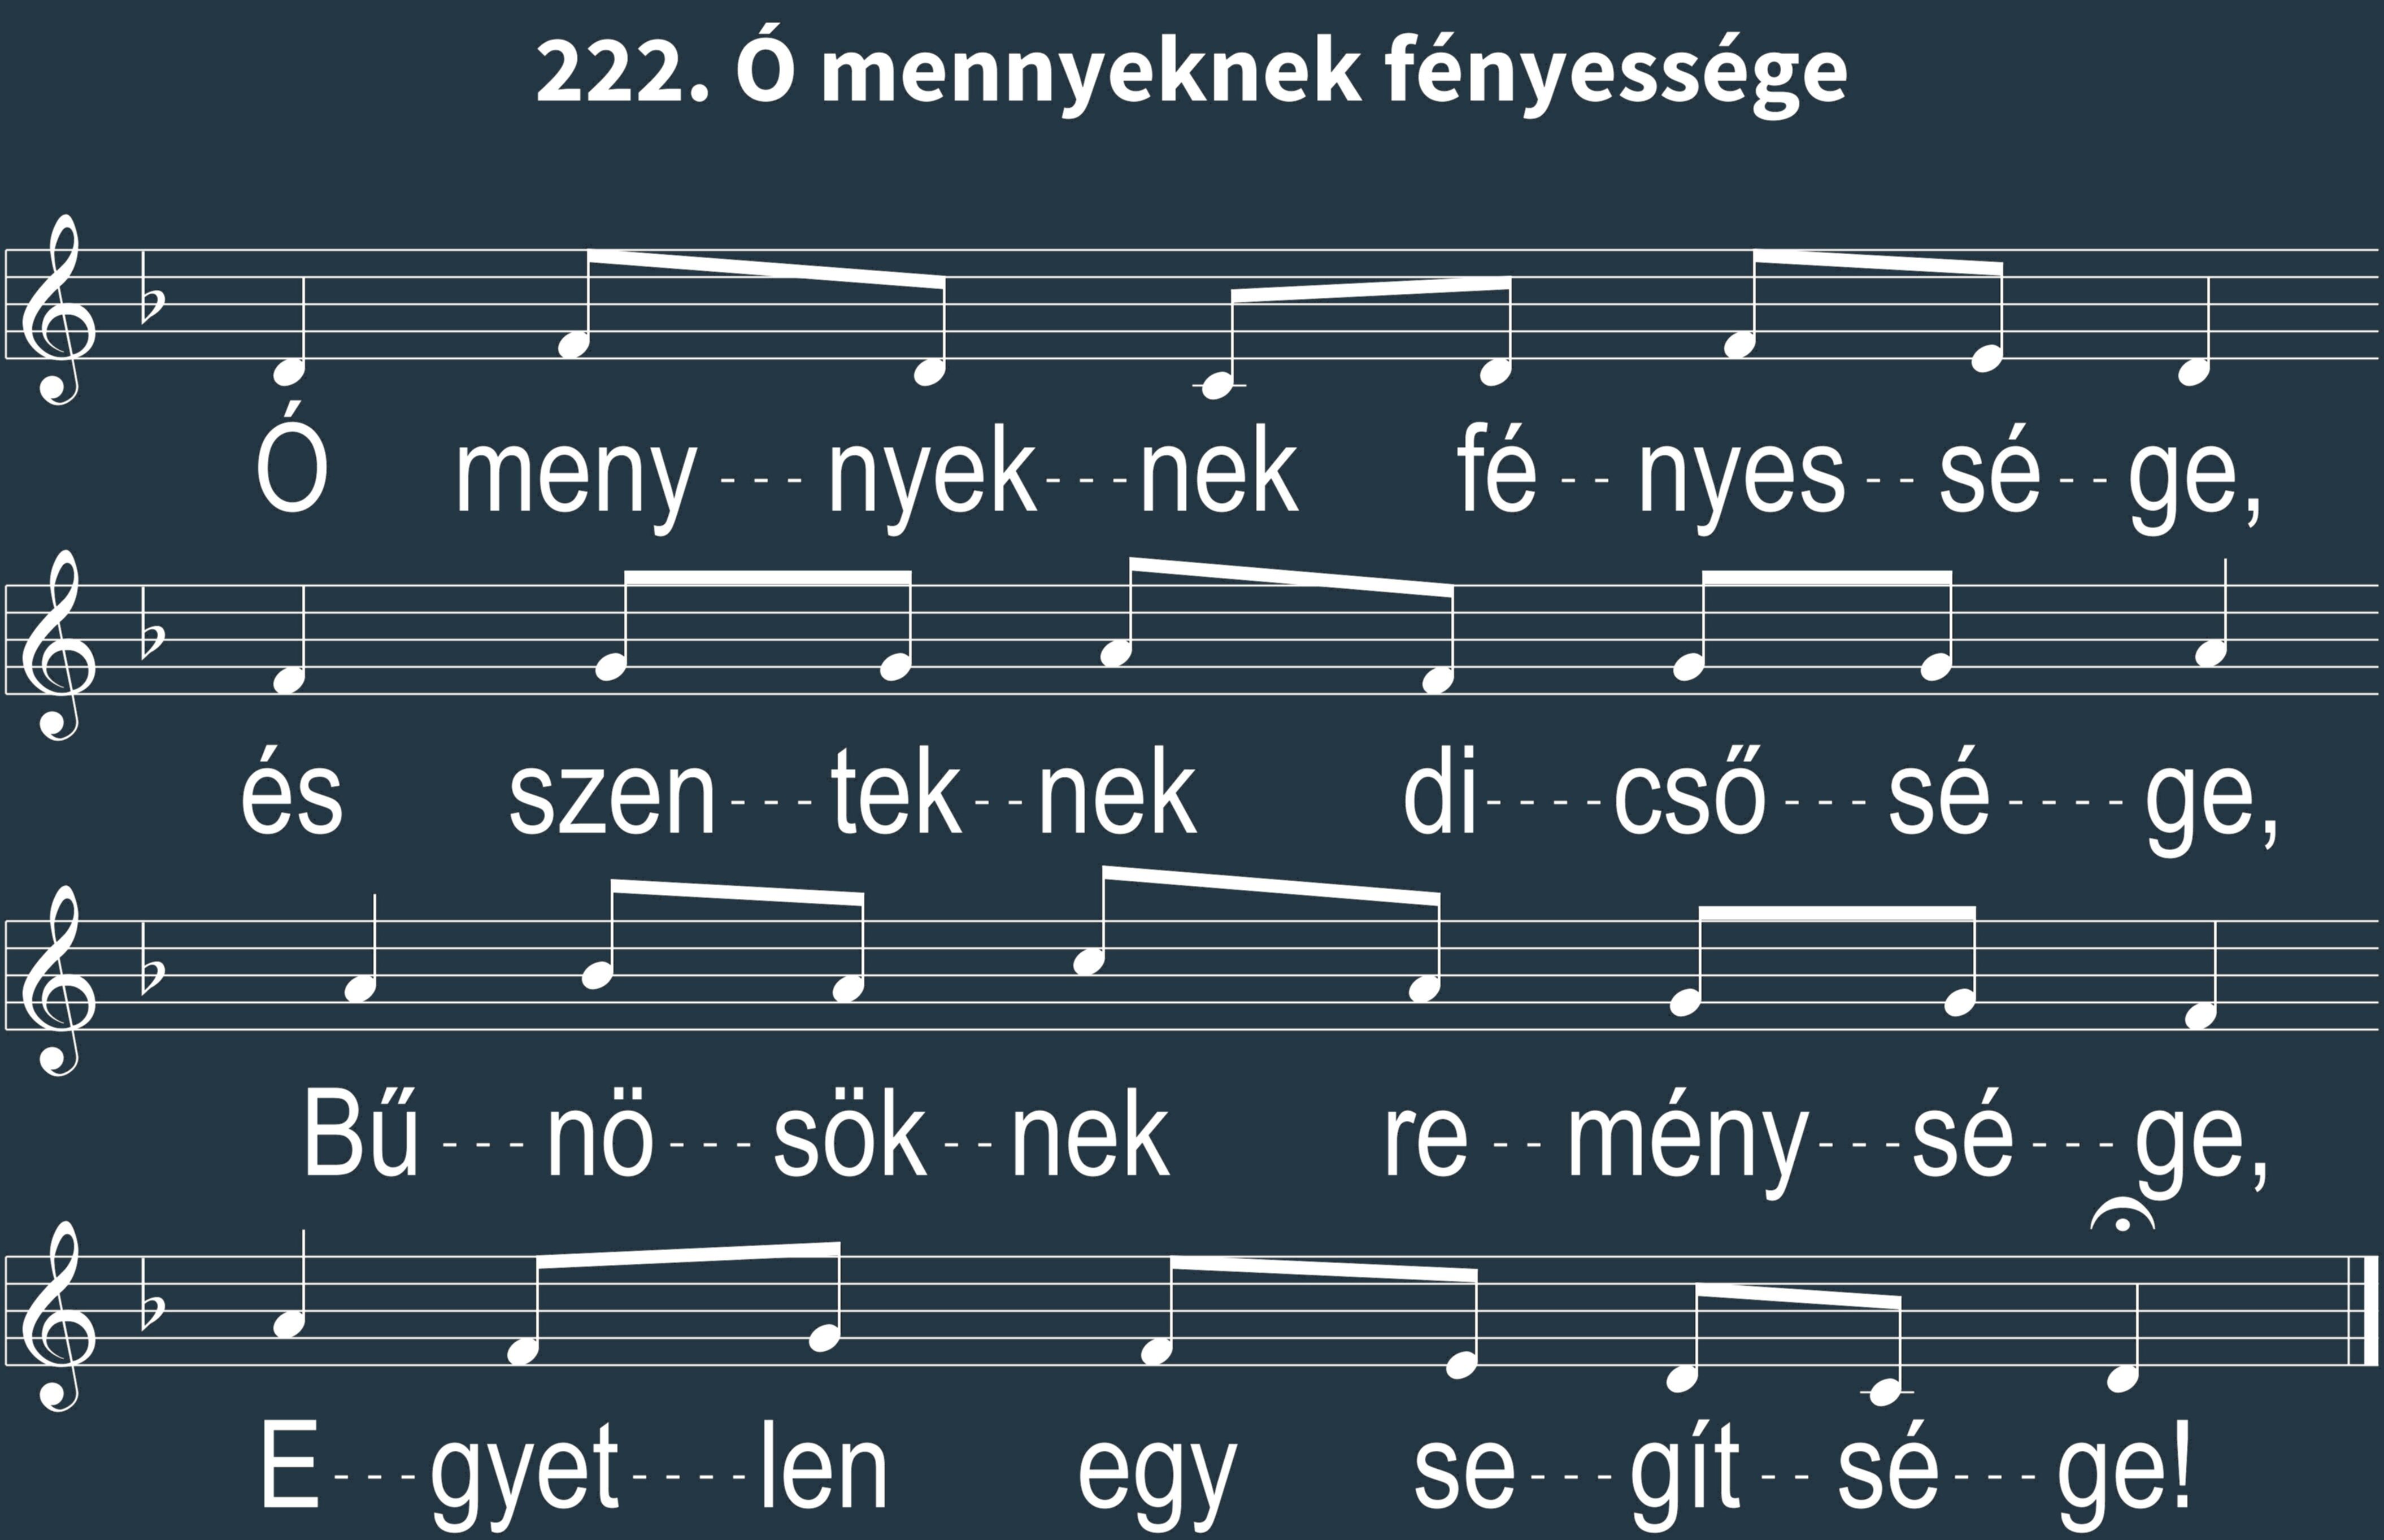 222. Ó mennyeknek fényessége
Ó meny---nyek---nek fé--nyes--sé--ge,
és szen---tek--nek di----cső---sé----ge,
Bű---nö---sök--nek re--mény---sé---ge,
E---gyet----len egy se---gít--sé---ge!